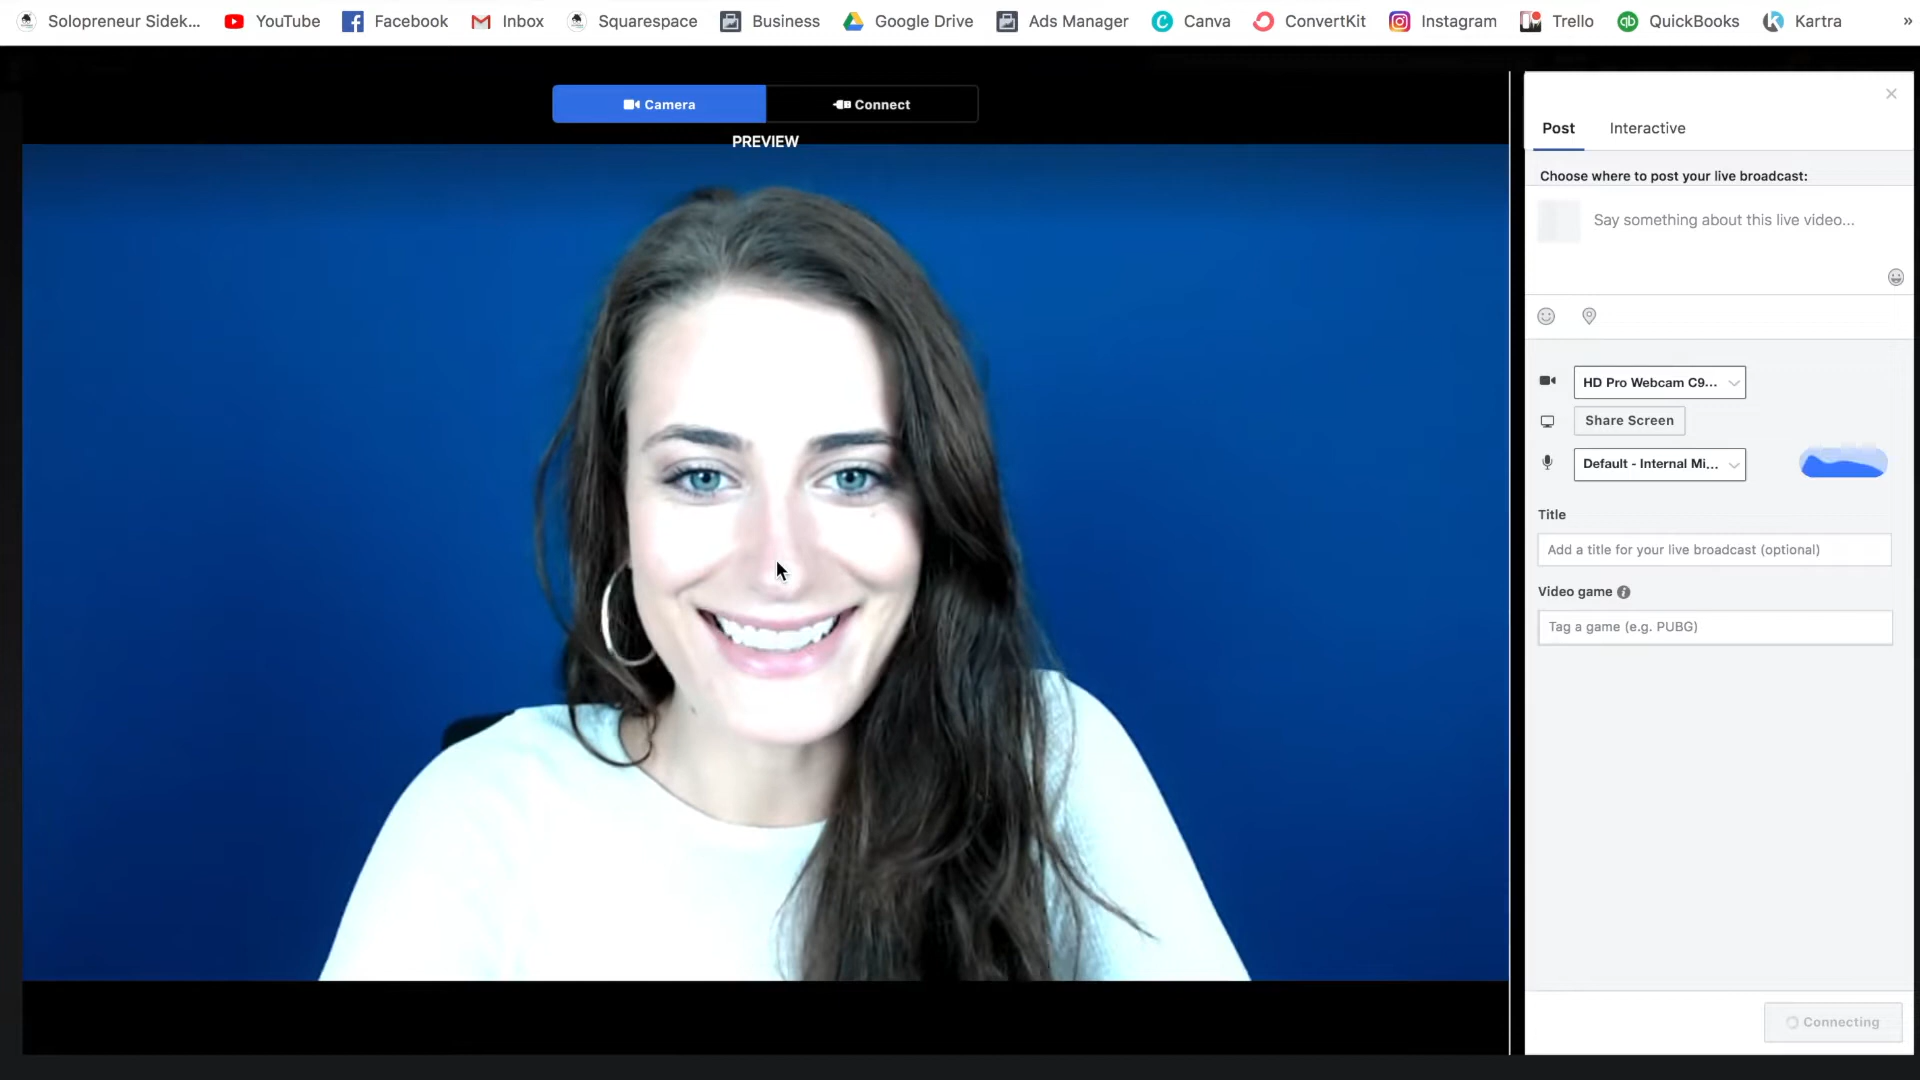 Solopreneur Sidek... YouTube Facebook Inbox Squarespace Business Google Drive Ads Manager Canva ConvertKit Instagram Trello QuickBooks Kartra »
Camera Connect
PREVIEW
Post Interactive
Choose where to post your live broadcast:
Say something about this live video...
HD Pro Webcam C9...
Share Screen
Default - Internal Mi...
Title
Add a title for your live broadcast (optional)
Video game
Tag a game (e.g. PUBG)
Connecting